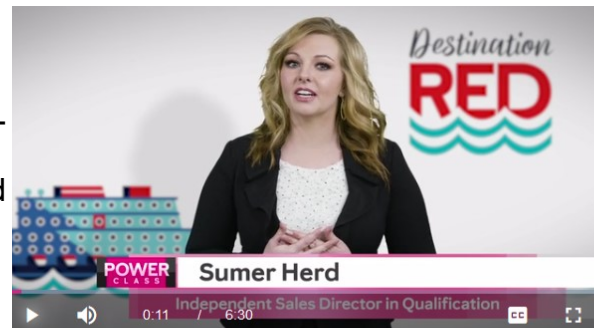 Destination
RED
POWER
CLASS
Sumer Herd
Independent Sales Director in Qualification
0:11 / 6:30
CC